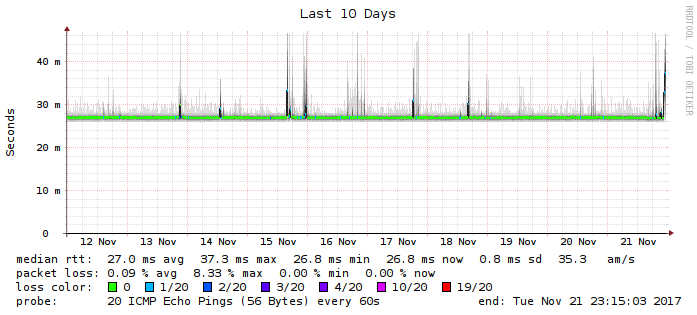 Last 10 Days
RRDTOOL / TOBI OETIKER
Seconds
40 m
30 m
20 m
10 m
0
12 Nov 13 Nov 14 Nov 15 Nov 16 Nov 17 Nov 18 Nov 19 Nov 20 Nov 21 Nov
median rtt: 27.0 ms avg 37.3 ms max 26.8 ms min 26.8 ms now 0.8 ms sd 35.3 am/s
packet loss: 0.09 % avg 8.33 % max 0.00 % min 0.00 % now
loss color: 0 1/20 2/20 3/20 4/20 10/20 19/20
probe: 20 ICMP Echo Pings (56 Bytes) every 60s end: Tue Nov 21 23:15:03 2017